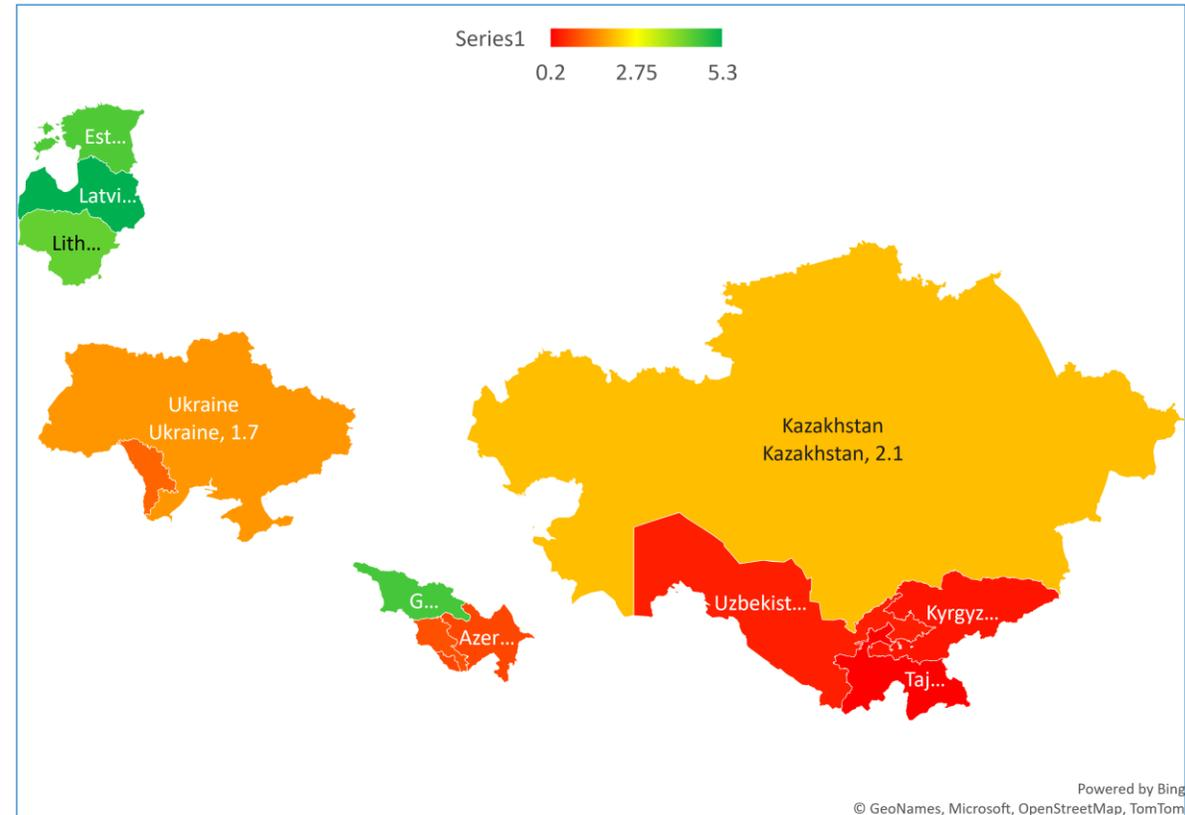 Series1
0.2 2.75 5.3
Est...
Latvi...
Lith...
Ukraine
Ukraine, 1.7
Kazakhstan
Kazakhstan, 2.1
G...
Azer...
Uzbekist...
Kyrgyz...
Taj...
Powered by Bing
© GeoNames, Microsoft, OpenStreetMap, TomTom